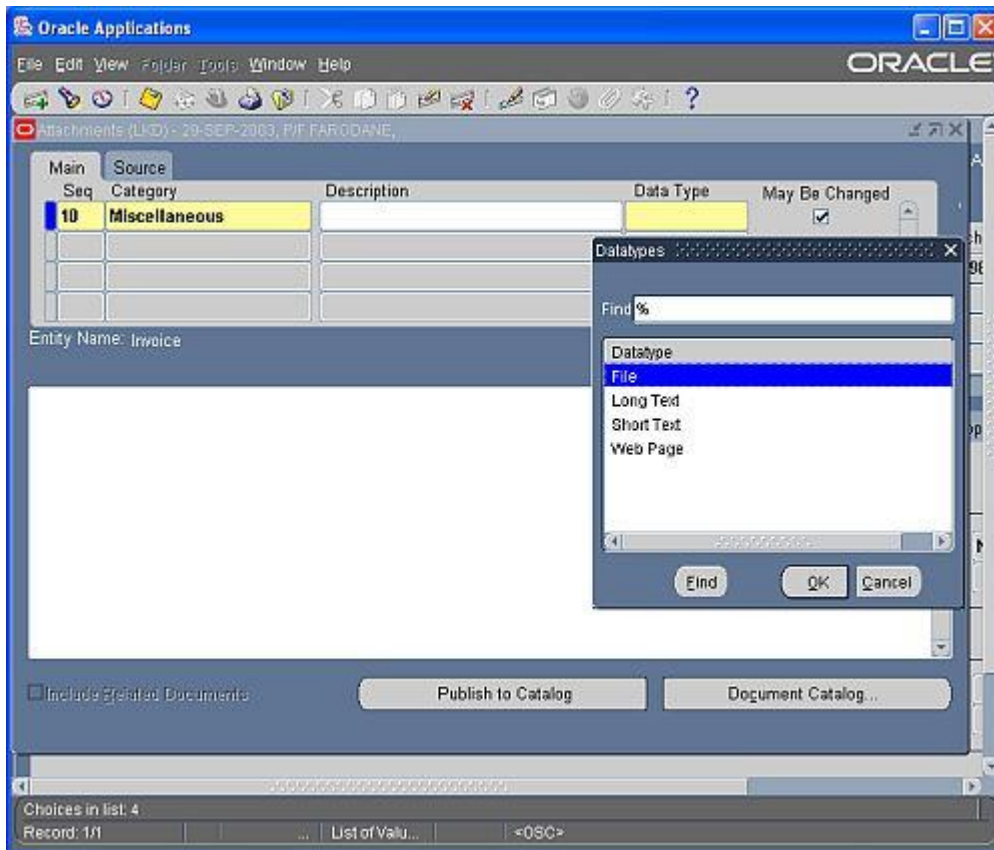 Oracle Applications
File Edit View Folder Tools Window Help
ORACLE
Attachments (LKD) - 29-SEP-2003, P/F FARODANE,
Main Source
Seq Category Description Data Type May Be Changed
10 Miscellaneous
Datatypes
Find %
Datatype
File
Long Text
Short Text
Web Page
Find OK Cancel
Entity Name: Invoice
Include Related Documents Publish to Catalog Document Catalog...
Choices in list: 4
Record: 1/1 ... List of Valu... <OSC>